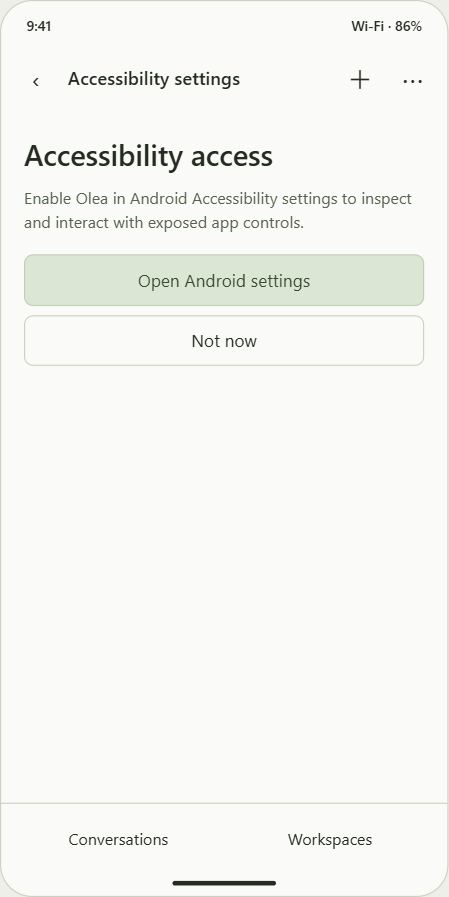 9:41
Wi-Fi · 86%
‹ Accessibility settings + ...
Accessibility access
Enable Olea in Android Accessibility settings to inspect
and interact with exposed app controls.
Open Android settings
Not now
Conversations
Workspaces